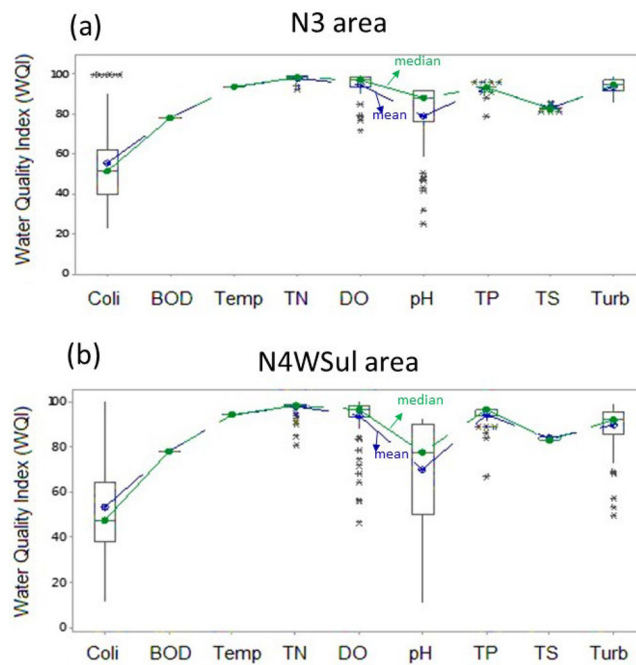 (a)
N3 area
Water Quality Index (WQI)
100
80
60
40
20
0
median
mean
Coli BOD Temp TN DO pH TP TS Turb
(b)
N4WSul area
Water Quality Index (WQI)
100
80
60
40
20
0
median
mean
Coli BOD Temp TN DO pH TP TS Turb